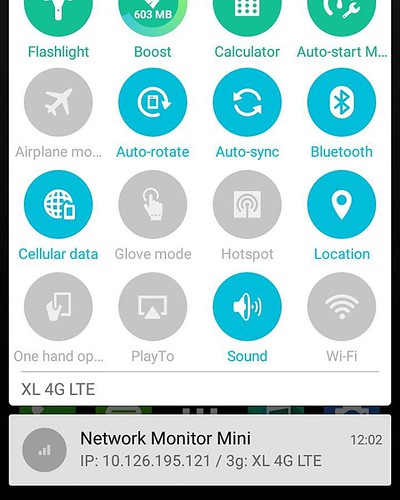 603 MB
Flashlight Boost Calculator Auto-start M...
Airplane mo... Auto-rotate Auto-sync Bluetooth
Cellular data Glove mode Hotspot Location
One hand op... PlayTo Sound Wi-Fi
XL 4G LTE
Network Monitor Mini 12:02
IP: 10.126.195.121 / 3g: XL 4G LTE